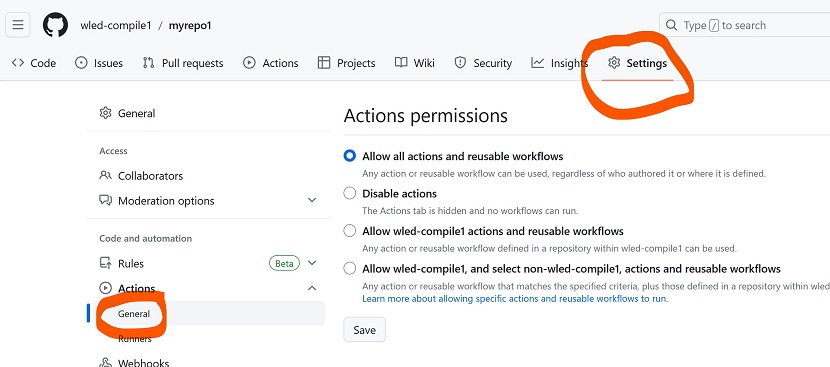 wled-compile1 / myrepo1
Type / to search
Code Issues Pull requests Actions Projects Wiki Security Insights Settings
General
Access
Collaborators
Moderation options
Code and automation
Rules Beta
Actions
General
Runners
Webhooks
Actions permissions
Allow all actions and reusable workflows
Any action or reusable workflow can be used, regardless of who authored it or where it is defined.
Disable actions
The Actions tab is hidden and no workflows can run.
Allow wled-compile1 actions and reusable workflows
Any action or reusable workflow defined in a repository within wled-compile1 can be used.
Allow wled-compile1, and select non-wled-compile1, actions and reusable workflows
Any action or reusable workflow that matches the specified criteria, plus those defined in a repository within wled
Learn more about allowing specific actions and reusable workflows to run.
Save